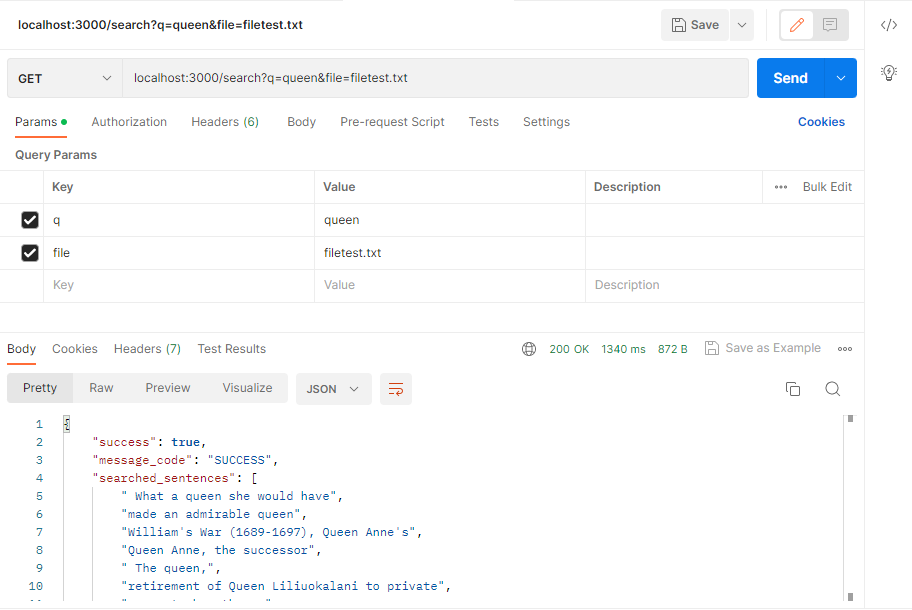 localhost:3000/search?q=queen&file=filetest.txt
Save
GET
localhost:3000/search?q=queen&file=filetest.txt
Send
Params
Authorization
Headers (6)
Body
Pre-request Script
Tests
Settings
Cookies
Query Params
Key
Value
Description
Bulk Edit
q
queen
file
filetest.txt
Key
Value
Description
Body
Cookies
Headers (7)
Test Results
200 OK
1340 ms
872 B
Save as Example
Pretty
Raw
Preview
Visualize
JSON
1 {
2 "success": true,
3 "message_code": "SUCCESS",
4 "searched_sentences": [
5 " What a queen she would have",
6 "made an admirable queen",
7 "William's War (1689-1697), Queen Anne's",
8 "Queen Anne, the successor",
9 " The queen,",
10 "retirement of Queen Liliuokalani to private",